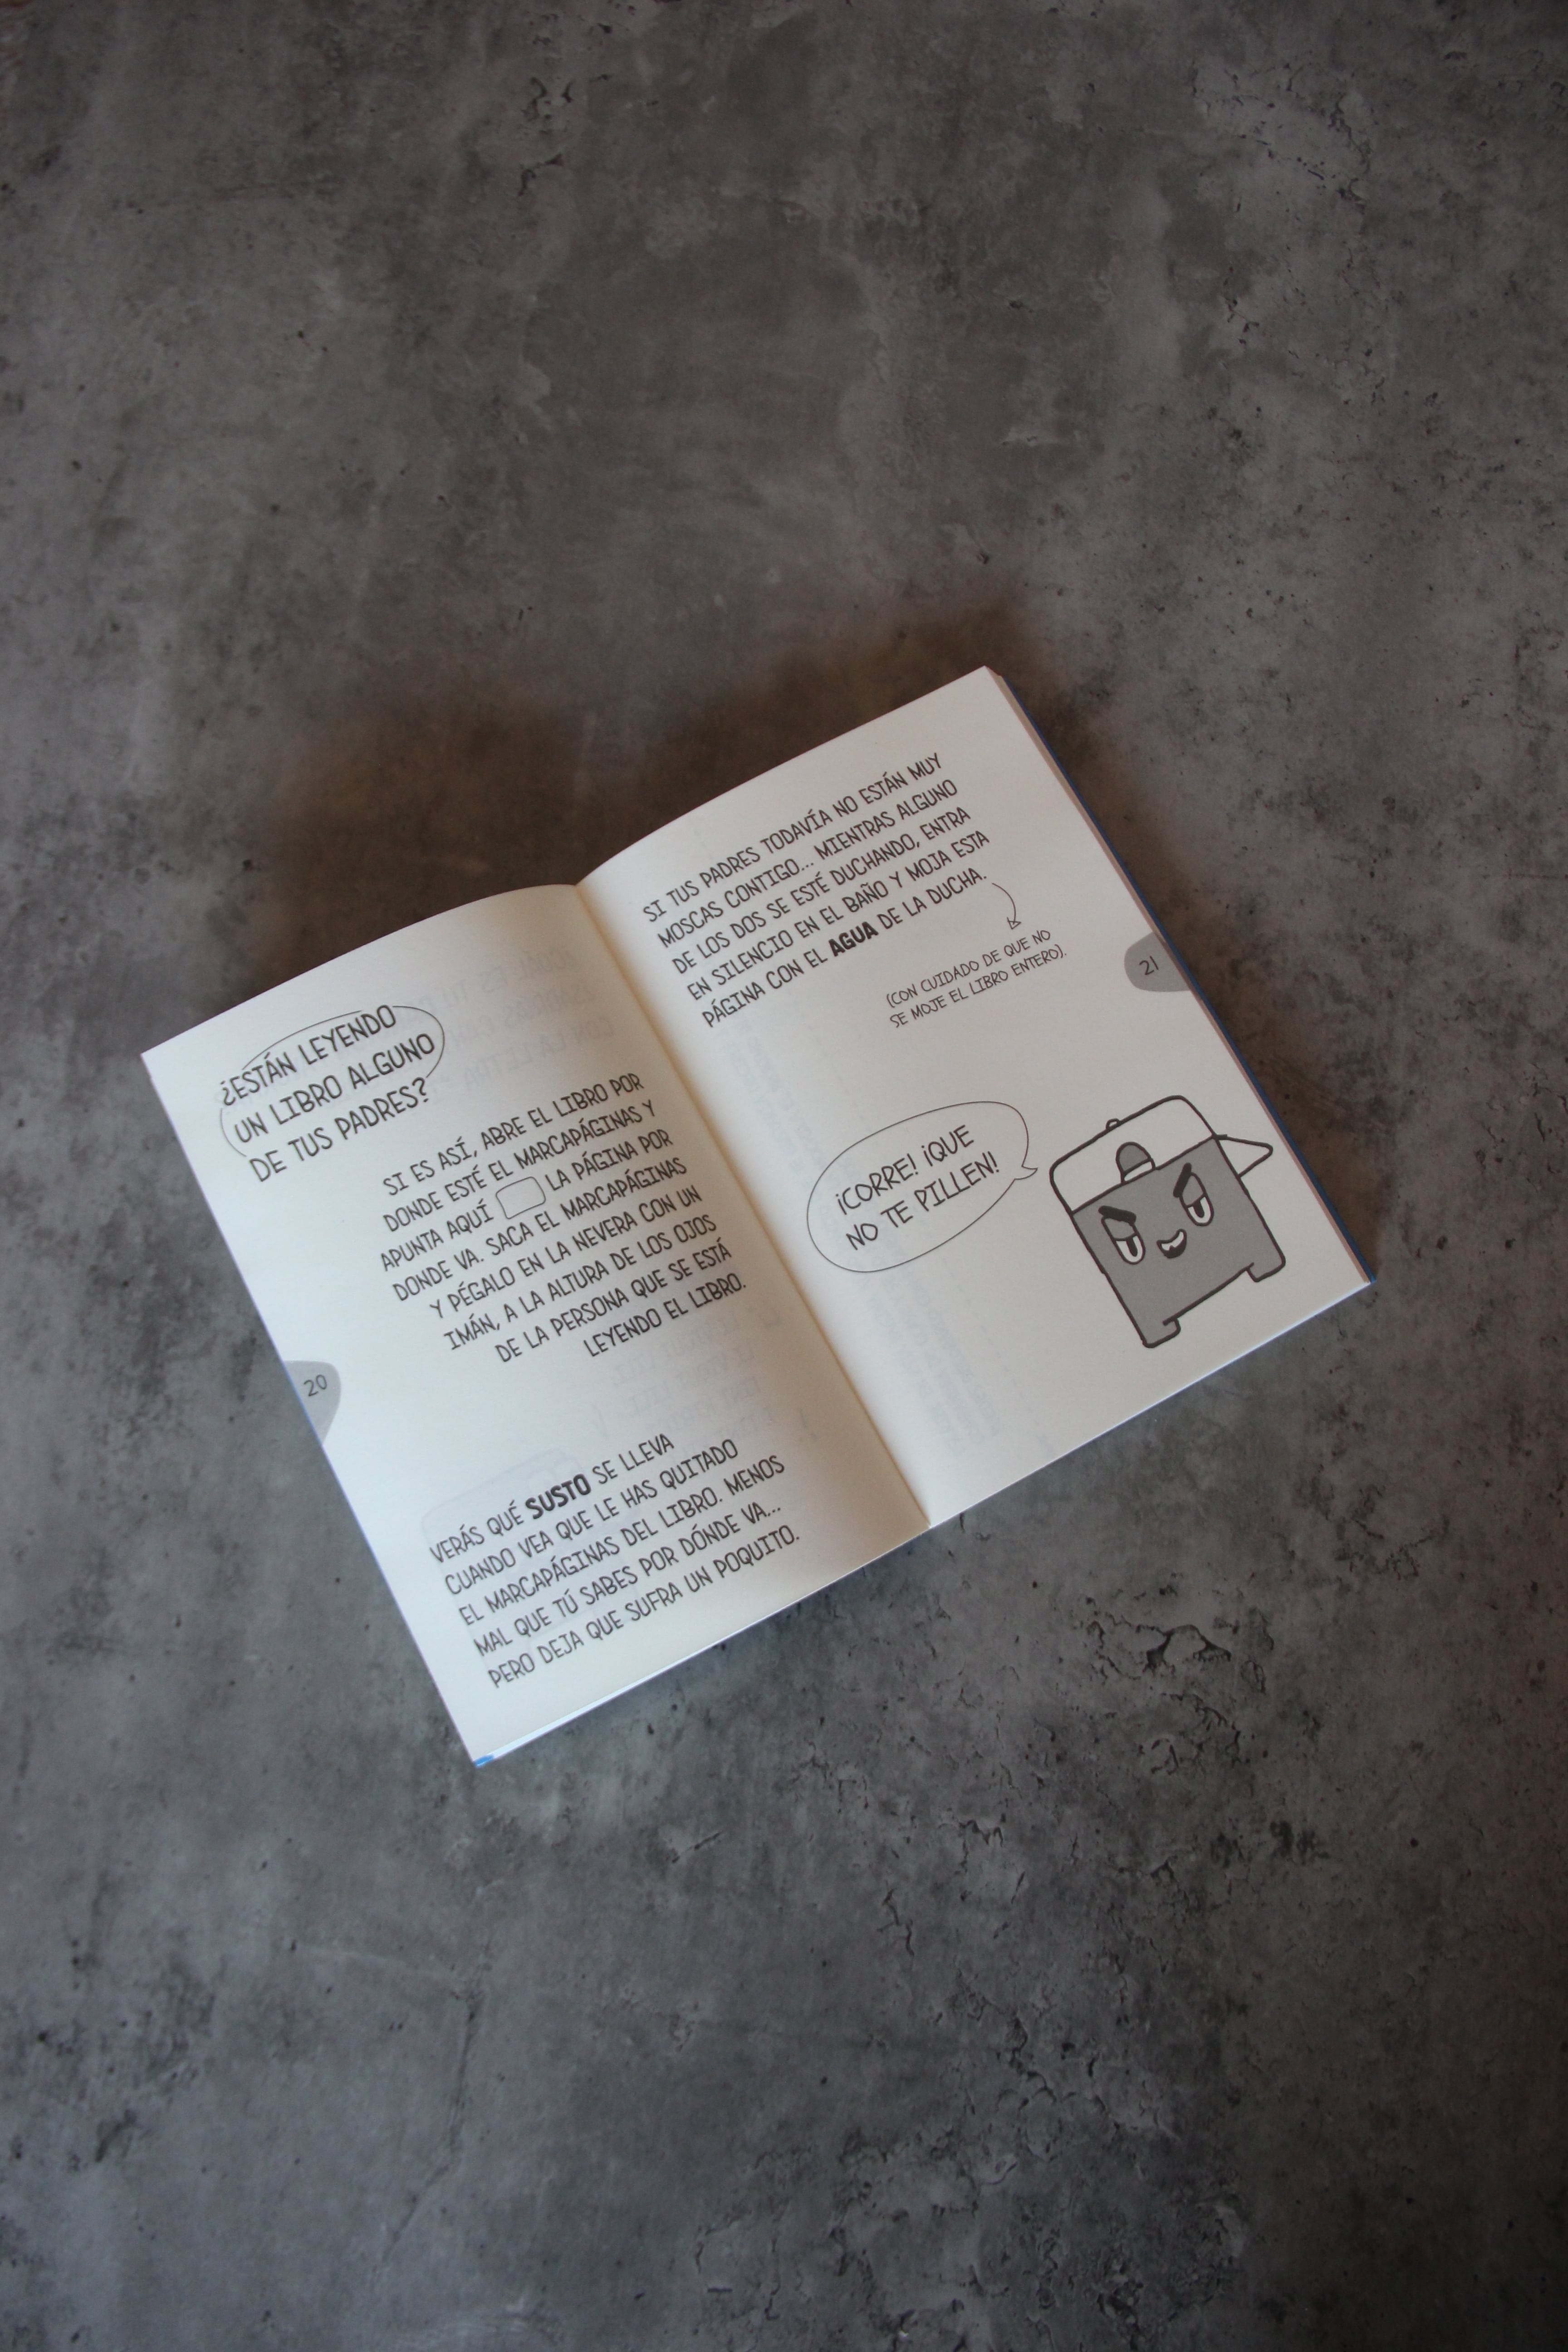 ¿ESTÁN LEYENDO
UN LIBRO ALGUNO
DE TUS PADRES?
SI ES ASÍ, ABRE EL LIBRO POR
DONDE ESTÉ EL MARCAPÁGINAS Y
APUNTA AQUÍ LA PÁGINA POR
DONDE VA. SACA EL MARCAPÁGINAS
Y PÉGALO EN LA NEVERA CON UN
IMÁN, A LA ALTURA DE LOS OJOS
DE LA PERSONA QUE SE ESTÁ
LEYENDO EL LIBRO.
VERÁS QUÉ SUSTO SE LLEVA
CUANDO VEA QUE LE HAS QUITADO
EL MARCAPÁGINAS DEL LIBRO. MENOS
MAL QUE TÚ SABES POR DÓNDE VA...
PERO DEJA QUE SUFRA UN POQUITO.
20
SI TUS PADRES TODAVÍA NO ESTÁN MUY
MOSCAS CONTIGO... MIENTRAS ALGUNO
DE LOS DOS SE ESTÉ DUCHANDO, ENTRA
EN SILENCIO EN EL BAÑO Y MOJA ESTA
PÁGINA CON EL AGUA DE LA DUCHA.
(CON CUIDADO DE QUE NO
SE MOJE EL LIBRO ENTERO).
21
¡CORRE! ¡QUE
NO TE PILLEN!